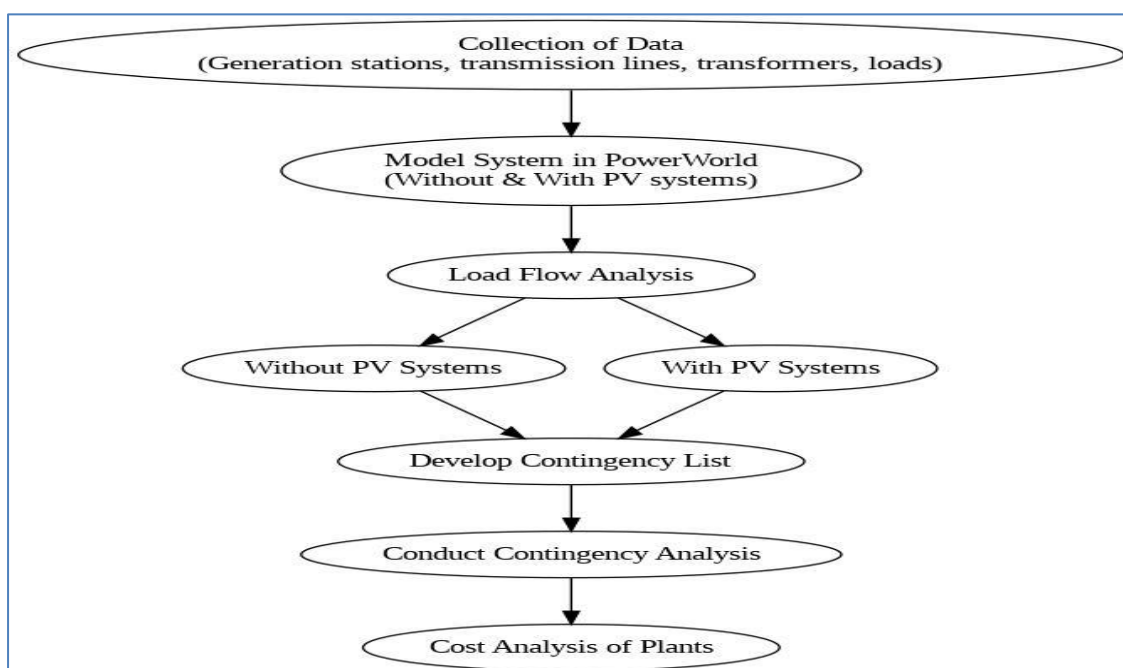 Collection of Data
(Generation stations, transmission lines, transformers, loads)
Model System in PowerWorld
(Without & With PV systems)
Load Flow Analysis
Without PV Systems
With PV Systems
Develop Contingency List
Conduct Contingency Analysis
Cost Analysis of Plants